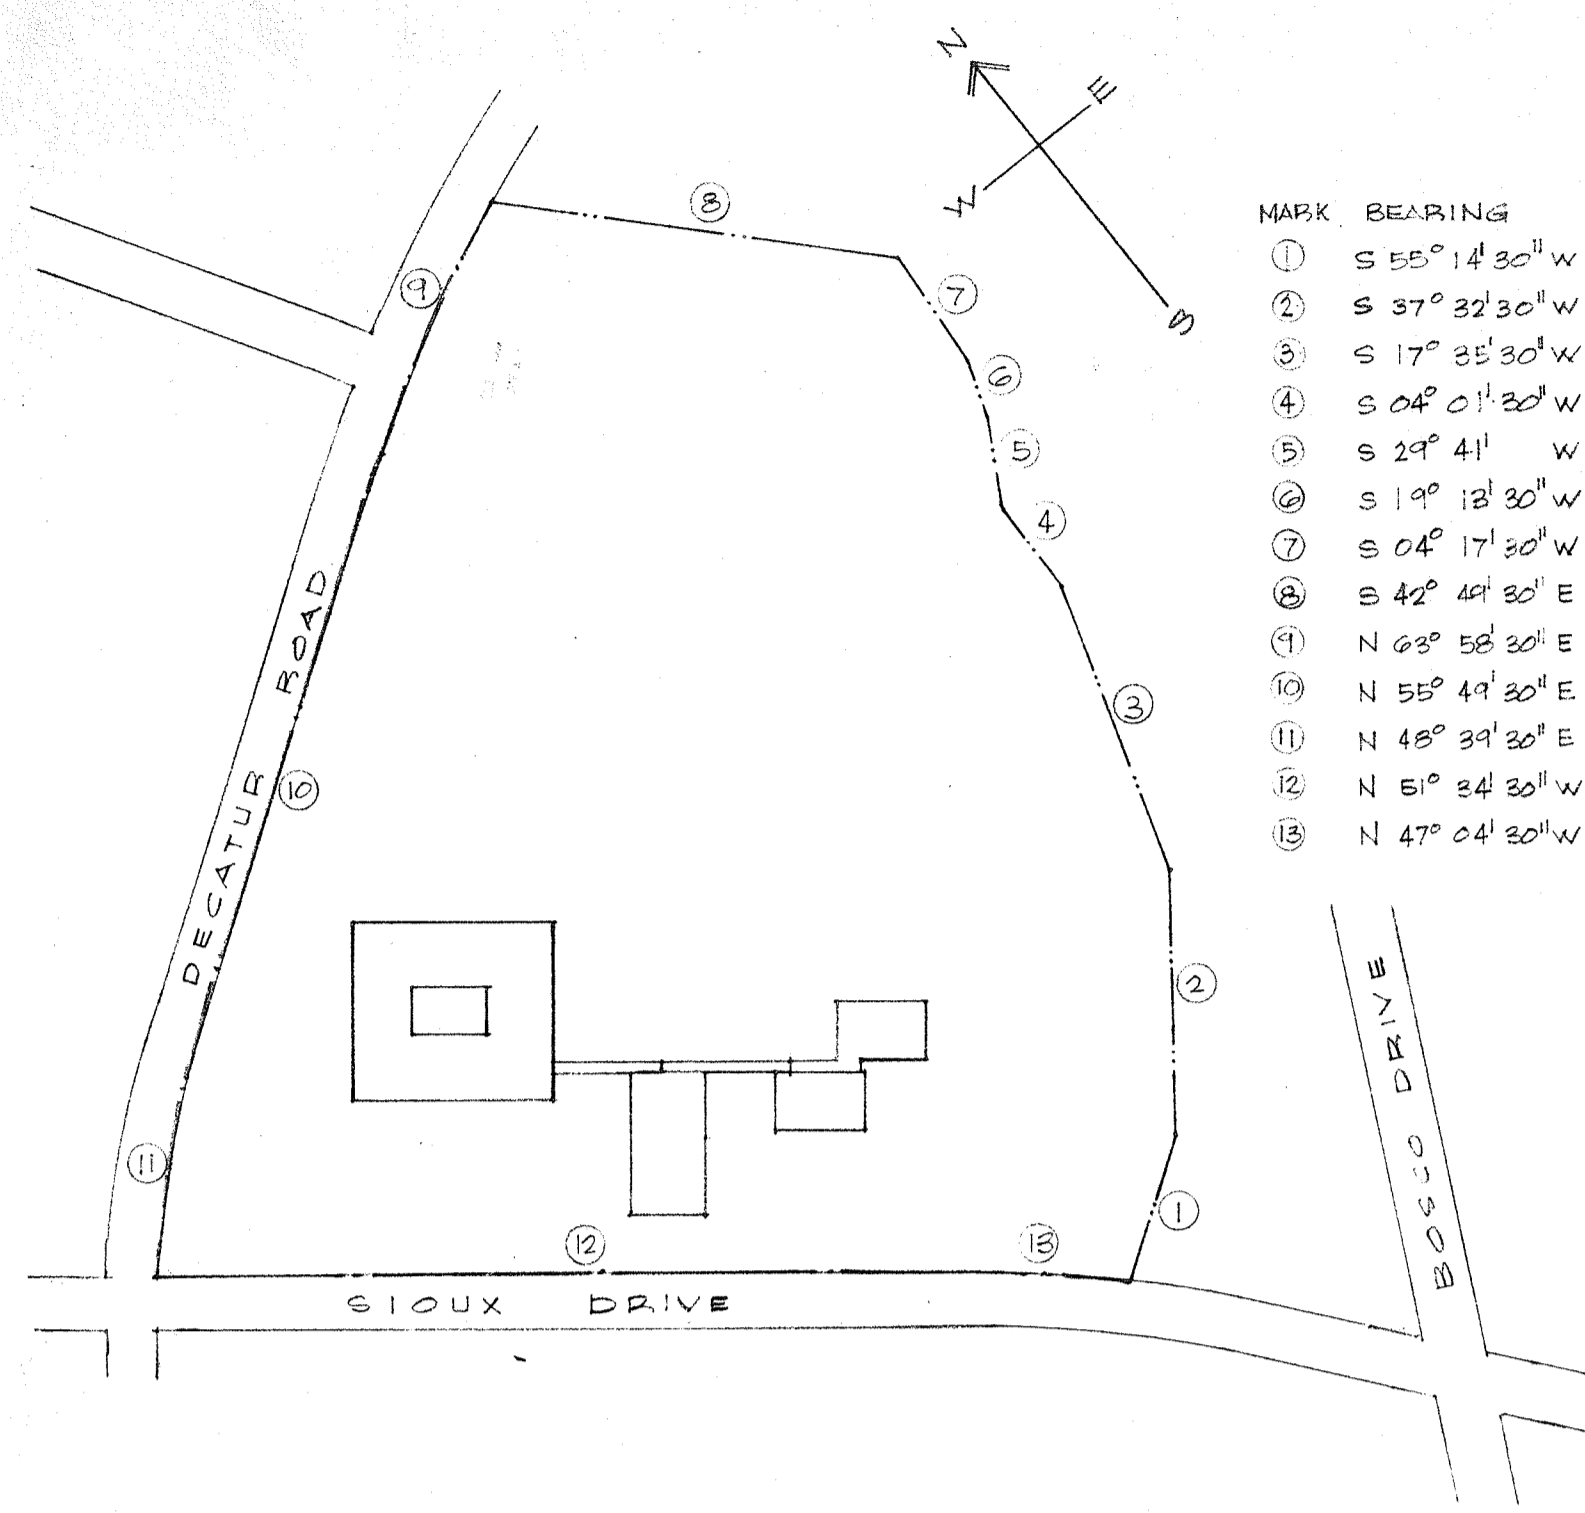 N
E
W
S
MARK BEARING
① S 55° 14' 30" W
② S 37° 32' 30" W
③ S 17° 35' 30" W
④ S 04° 01' 30" W
⑤ S 29° 41' W
⑥ S 19° 13' 30" W
⑦ S 04° 17' 30" W
⑧ S 42° 49' 30" E
⑨ N 63° 58' 30" E
⑩ N 55° 49' 30" E
⑪ N 48° 39' 30" E
⑫ N 51° 34' 30" W
⑬ N 47° 04' 30" W
⑧
⑨
⑦
⑥
⑤
④
③
⑩
②
⑪
①
⑫
⑬
DECATUR ROAD
SIOUX DRIVE
BOSCO DRIVE